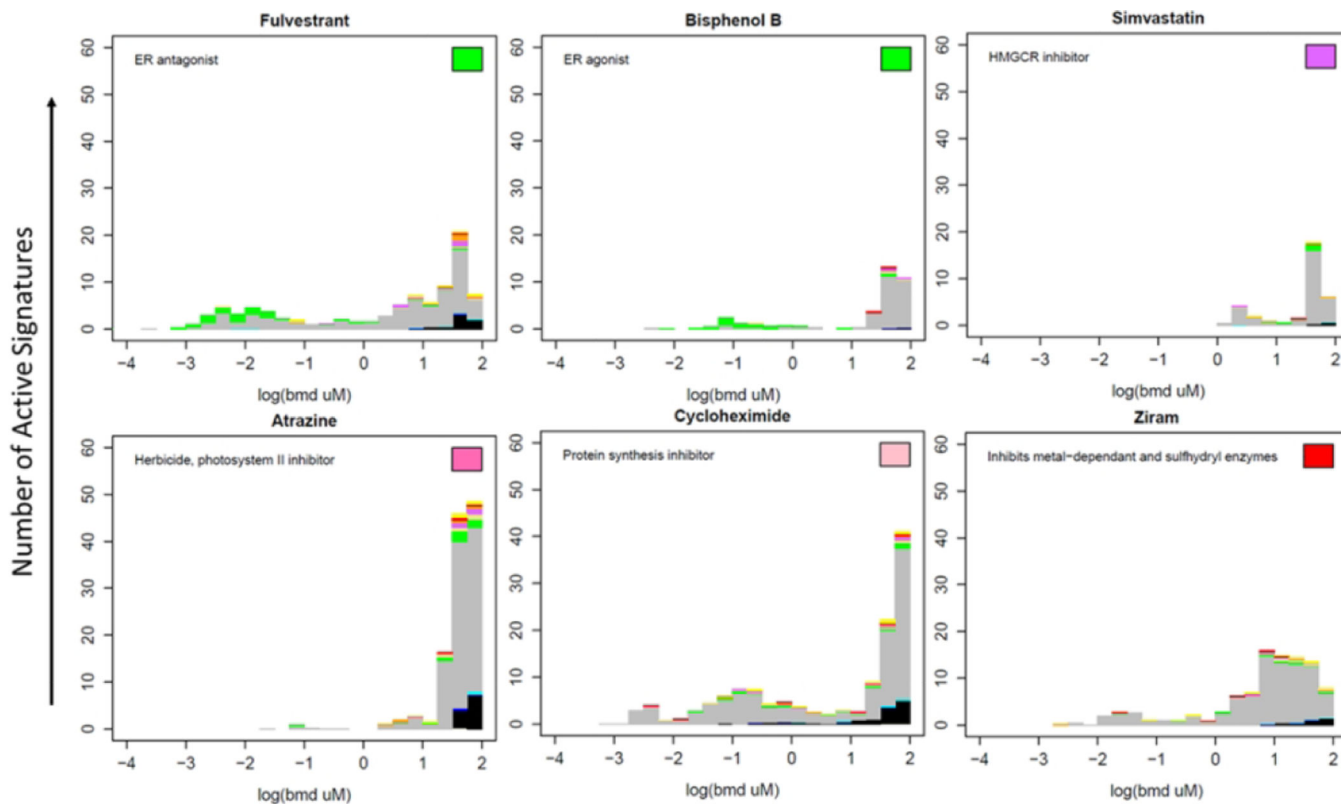 Fulvestrant
ER antagonist
60
50
40
30
20
10
0
−4 −3 −2 −1 0 1 2
log(bmd uM)
Bisphenol B
ER agonist
60
50
40
30
20
10
0
−4 −3 −2 −1 0 1 2
log(bmd uM)
Simvastatin
HMGCR inhibitor
60
50
40
30
20
10
0
−4 −3 −2 −1 0 1 2
log(bmd uM)
Number of Active Signatures
Atrazine
Herbicide, photosystem II inhibitor
60
50
40
30
20
10
0
−4 −3 −2 −1 0 1 2
log(bmd uM)
Cycloheximide
Protein synthesis inhibitor
60
50
40
30
20
10
0
−4 −3 −2 −1 0 1 2
log(bmd uM)
Ziram
Inhibits metal−dependant and sulfhydryl enzymes
60
50
40
30
20
10
0
−4 −3 −2 −1 0 1 2
log(bmd uM)